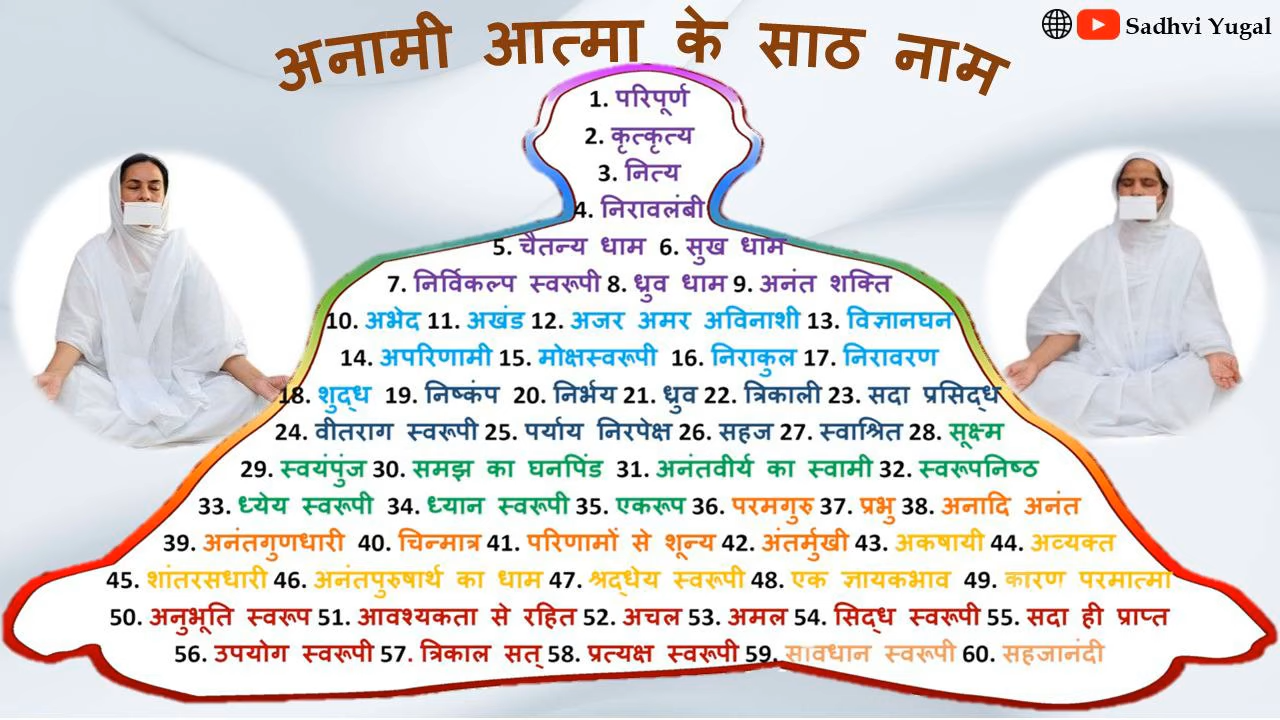 अनामी आत्मा के साठ नाम
Sadhvi Yugal
1. परिपूर्ण
2. कृत्कृत्य
3. नित्य
4. निरावलंबी
5. चैतन्य धाम 6. सुख धाम
7. निर्विकल्प स्वरूपी 8. ध्रुव धाम 9. अनंत शक्ति
10. अभेद 11. अखंड 12. अजर अमर अविनाशी 13. विज्ञानघन
14. अपरिणामी 15. मोक्षस्वरूपी 16. निराकुल 17. निरावरण
18. शुद्ध 19. निष्कंप 20. निर्भय 21. ध्रुव 22. त्रिकाली 23. सदा प्रसिद्ध
24. वीतराग स्वरूपी 25. पर्याय निरपेक्ष 26. सहज 27. स्वाश्रित 28. सूक्ष्म
29. स्वयंपुंज 30. समझ का घनपिंड 31. अनंतवीर्य का स्वामी 32. स्वरूपनिष्ठ
33. ध्येय स्वरूपी 34. ध्यान स्वरूपी 35. एकरूप 36. परमगुरु 37. प्रभु 38. अनादि अनंत
39. अनंतगुणधारी 40. चिन्मात्र 41. परिणामों से शून्य 42. अंतर्मुखी 43. अकषायी 44. अव्यक्त
45. शांतरसधारी 46. अनंतपुरुषार्थ का धाम 47. श्रद्धेय स्वरूपी 48. एक ज्ञायकभाव 49. कारण परमात्मा
50. अनुभूति स्वरूप 51. आवश्यकता से रहित 52. अचल 53. अमल 54. सिद्ध स्वरूपी 55. सदा ही प्राप्त
56. उपयोग स्वरूपी 57. त्रिकाल सत् 58. प्रत्यक्ष स्वरूपी 59. सावधान स्वरूपी 60. सहजानंदी